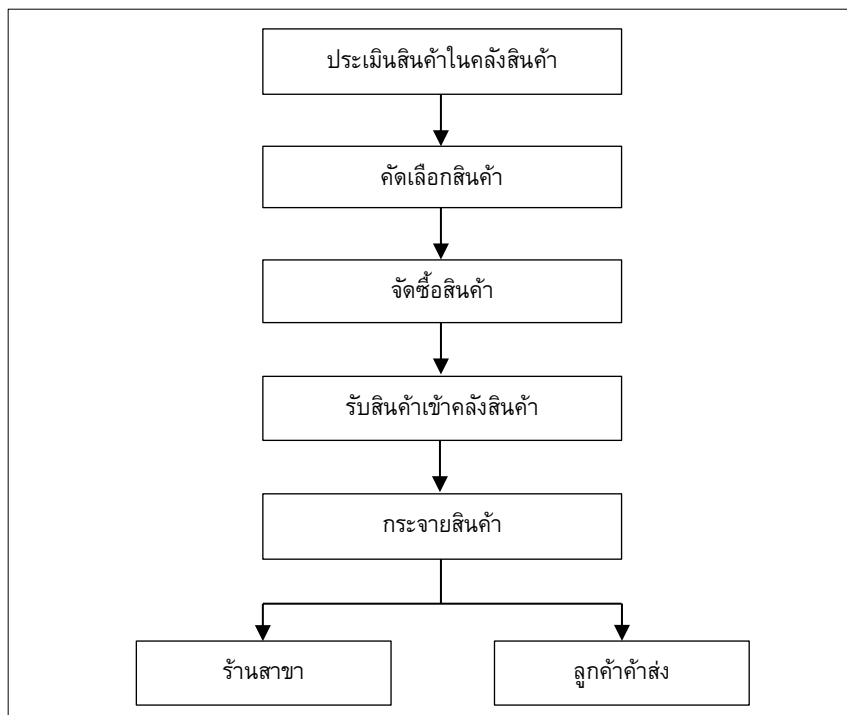 ประเมินสินค้าในคลังสินค้า
คัดเลือกสินค้า
จัดซื้อสินค้า
รับสินค้าเข้าคลังสินค้า
กระจายสินค้า
ร้านสาขา
ลูกค้าค้าส่ง